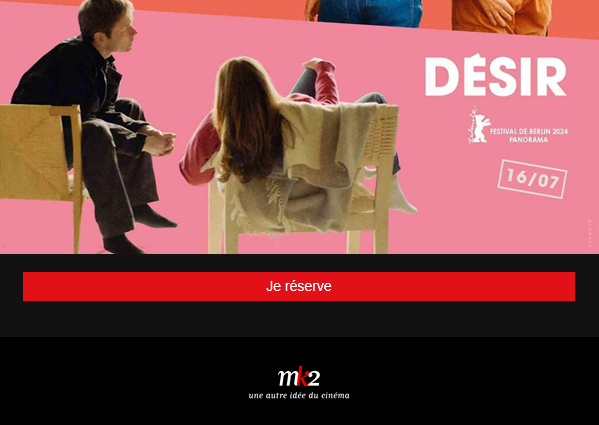 DÉSIR
FESTIVAL DE BERLIN 2024
PANORAMA
16/07
Je réserve
mk2
une autre idée du cinéma